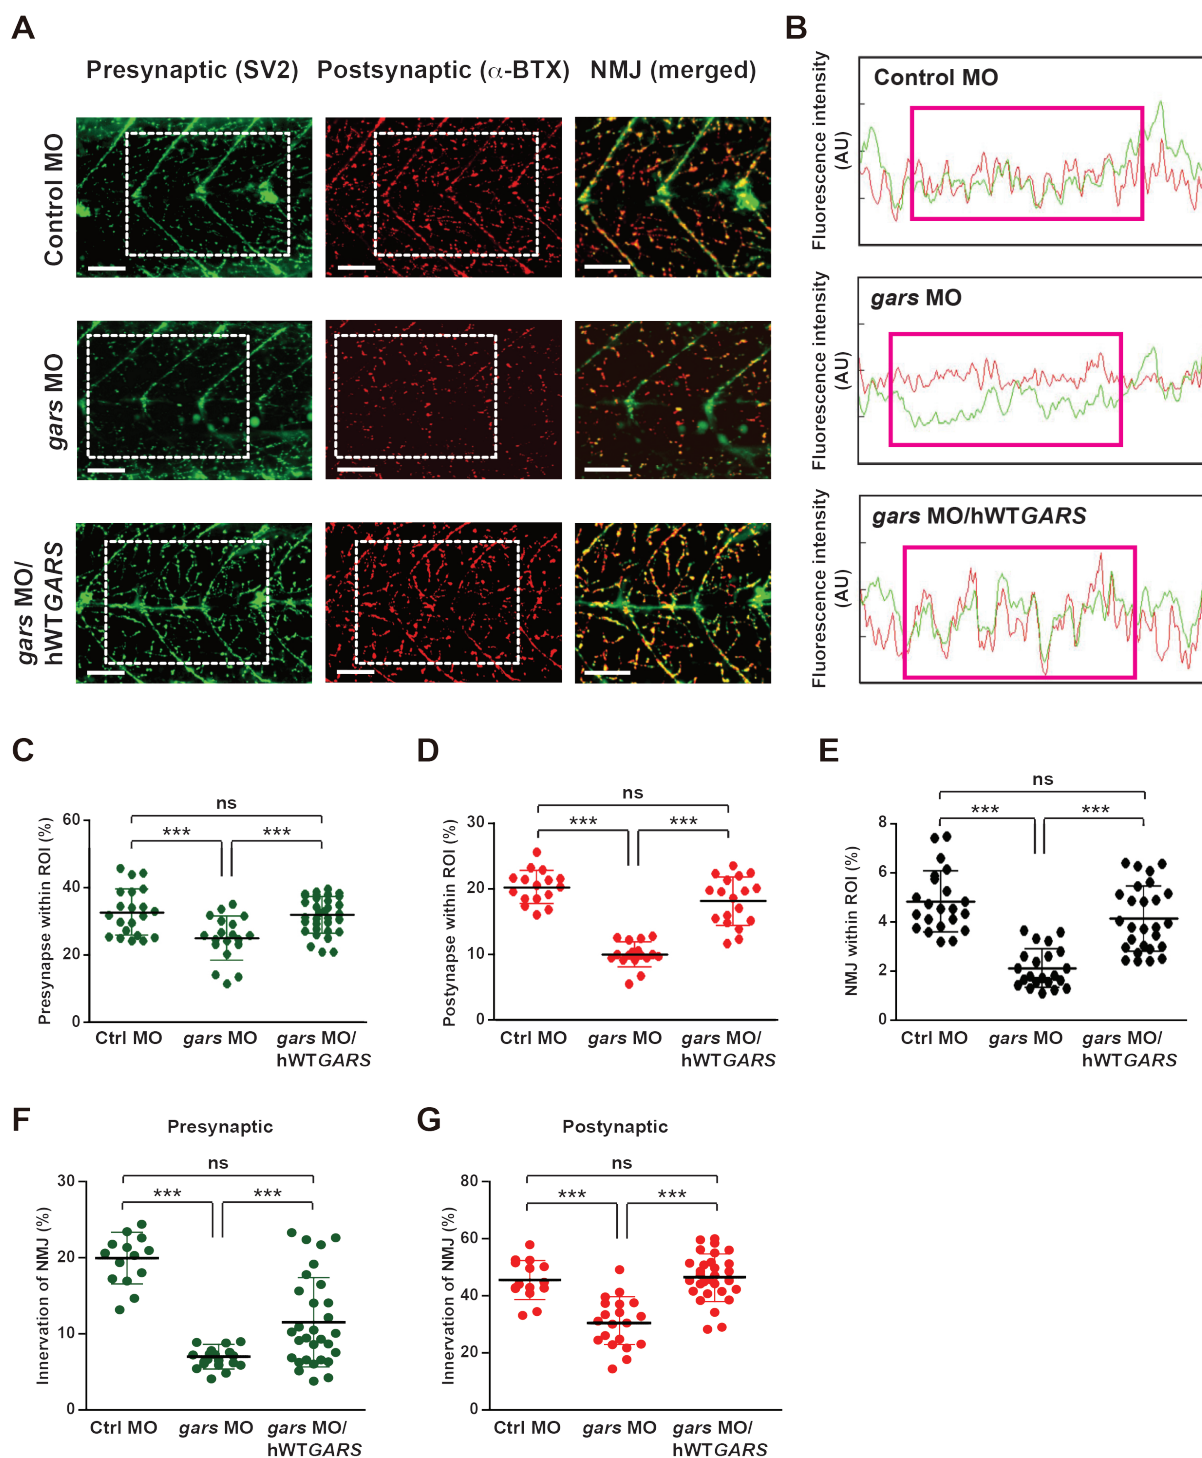 A
B
Presynaptic (SV2) Postsynaptic (α-BTX) NMJ (merged)
Control MO
gars MO
gars MO/
hWTGARS
Control MO
Fluorescence intensity
(AU)
gars MO
Fluorescence intensity
(AU)
gars MO/hWTGARS
Fluorescence intensity
(AU)
C
Presynapse within ROI (%)
60
40
20
0
ns
*** ***
Ctrl MO gars MO gars MO/
hWTGARS
D
Postynapse within ROI (%)
30
20
10
0
ns
*** ***
Ctrl MO gars MO gars MO/
hWTGARS
E
NMJ within ROI (%)
8
6
4
2
0
ns
*** ***
Ctrl MO gars MO gars MO/
hWTGARS
F
Presynaptic
Innervation of NMJ (%)
30
20
10
0
ns
*** ***
Ctrl MO gars MO gars MO/
hWTGARS
G
Postynaptic
Innervation of NMJ (%)
80
60
40
20
0
ns
*** ***
Ctrl MO gars MO gars MO/
hWTGARS